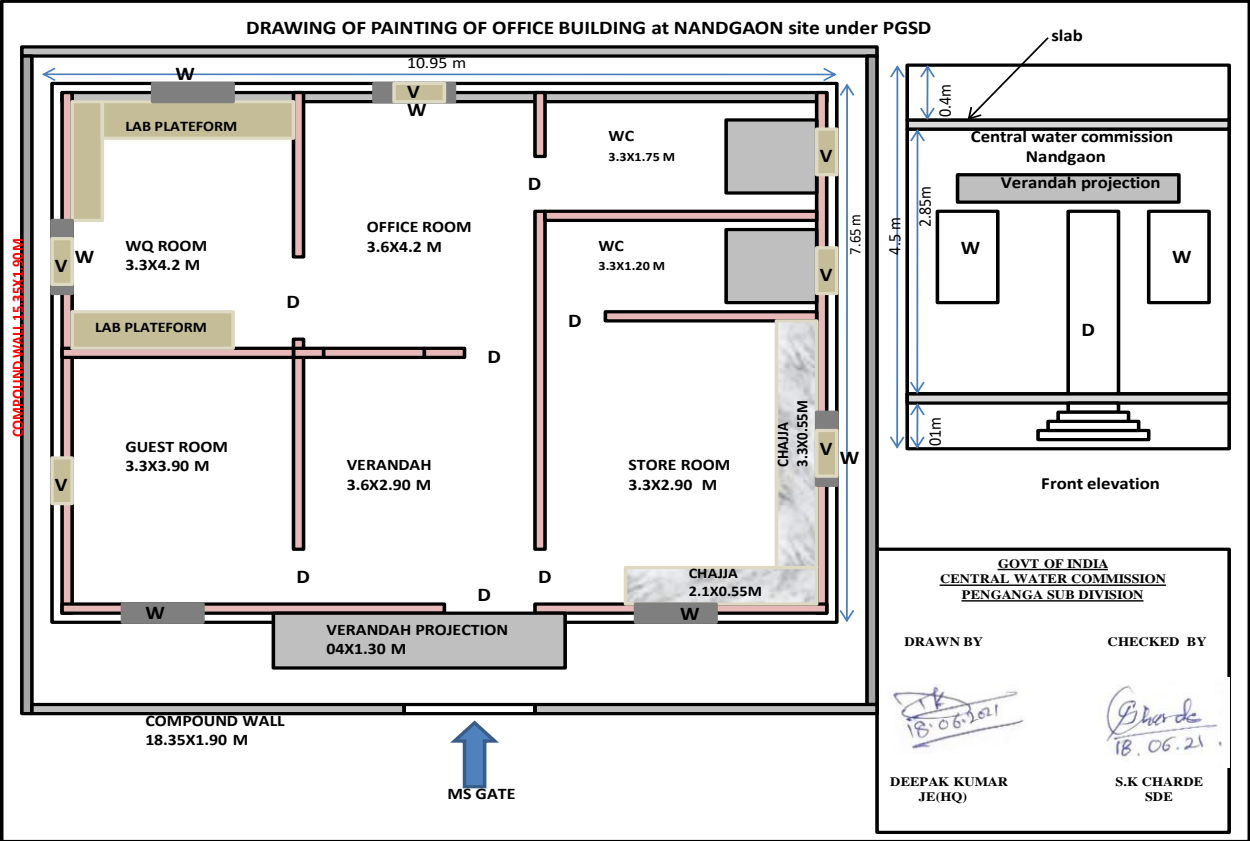 DRAWING OF PAINTING OF OFFICE BUILDING at NANDGAON site under PGSD
10.95 m
W
V
W
LAB PLATEFORM
WC
3.3X1.75 M
V
D
OFFICE ROOM
3.6X4.2 M
WQ ROOM
3.3X4.2 M
V
W
WC
3.3X1.20 M
V
7.65 m
D
D
LAB PLATEFORM
D
COMPOUND WALL 15.35X1.90M
GUEST ROOM
3.3X3.90 M
V
VERANDAH
3.6X2.90 M
STORE ROOM
3.3X2.90 M
CHAJJA
3.3X0.55M
V
W
D
D
D
CHAJJA
2.1X0.55M
W
W
VERANDAH PROJECTION
04X1.30 M
COMPOUND WALL
18.35X1.90 M
MS GATE
slab
0.4m
Central water commission
Nandgaon
Verandah projection
2.85m
4.5 m
W
W
D
01m
Front elevation
GOVT OF INDIA
CENTRAL WATER COMMISSION
PENGANGA SUB DIVISION
DRAWN BY
CHECKED BY
18.06.2021
Charde
18.06.21.
DEEPAK KUMAR
JE(HQ)
S.K CHARDE
SDE